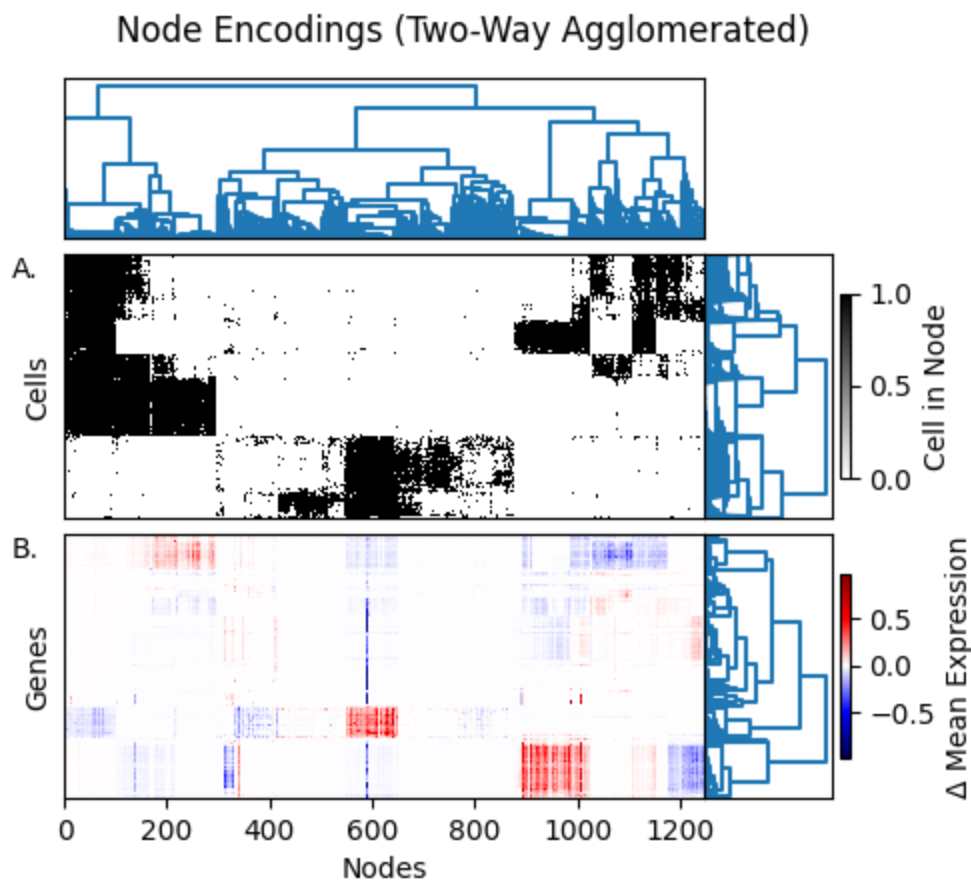 Node Encodings (Two-Way Agglomerated)
A.
Cells
1.0
0.5
0.0
Cell in Node
B.
Genes
0.5
0.0
−0.5
Δ Mean Expression
0 200 400 600 800 1000 1200
Nodes